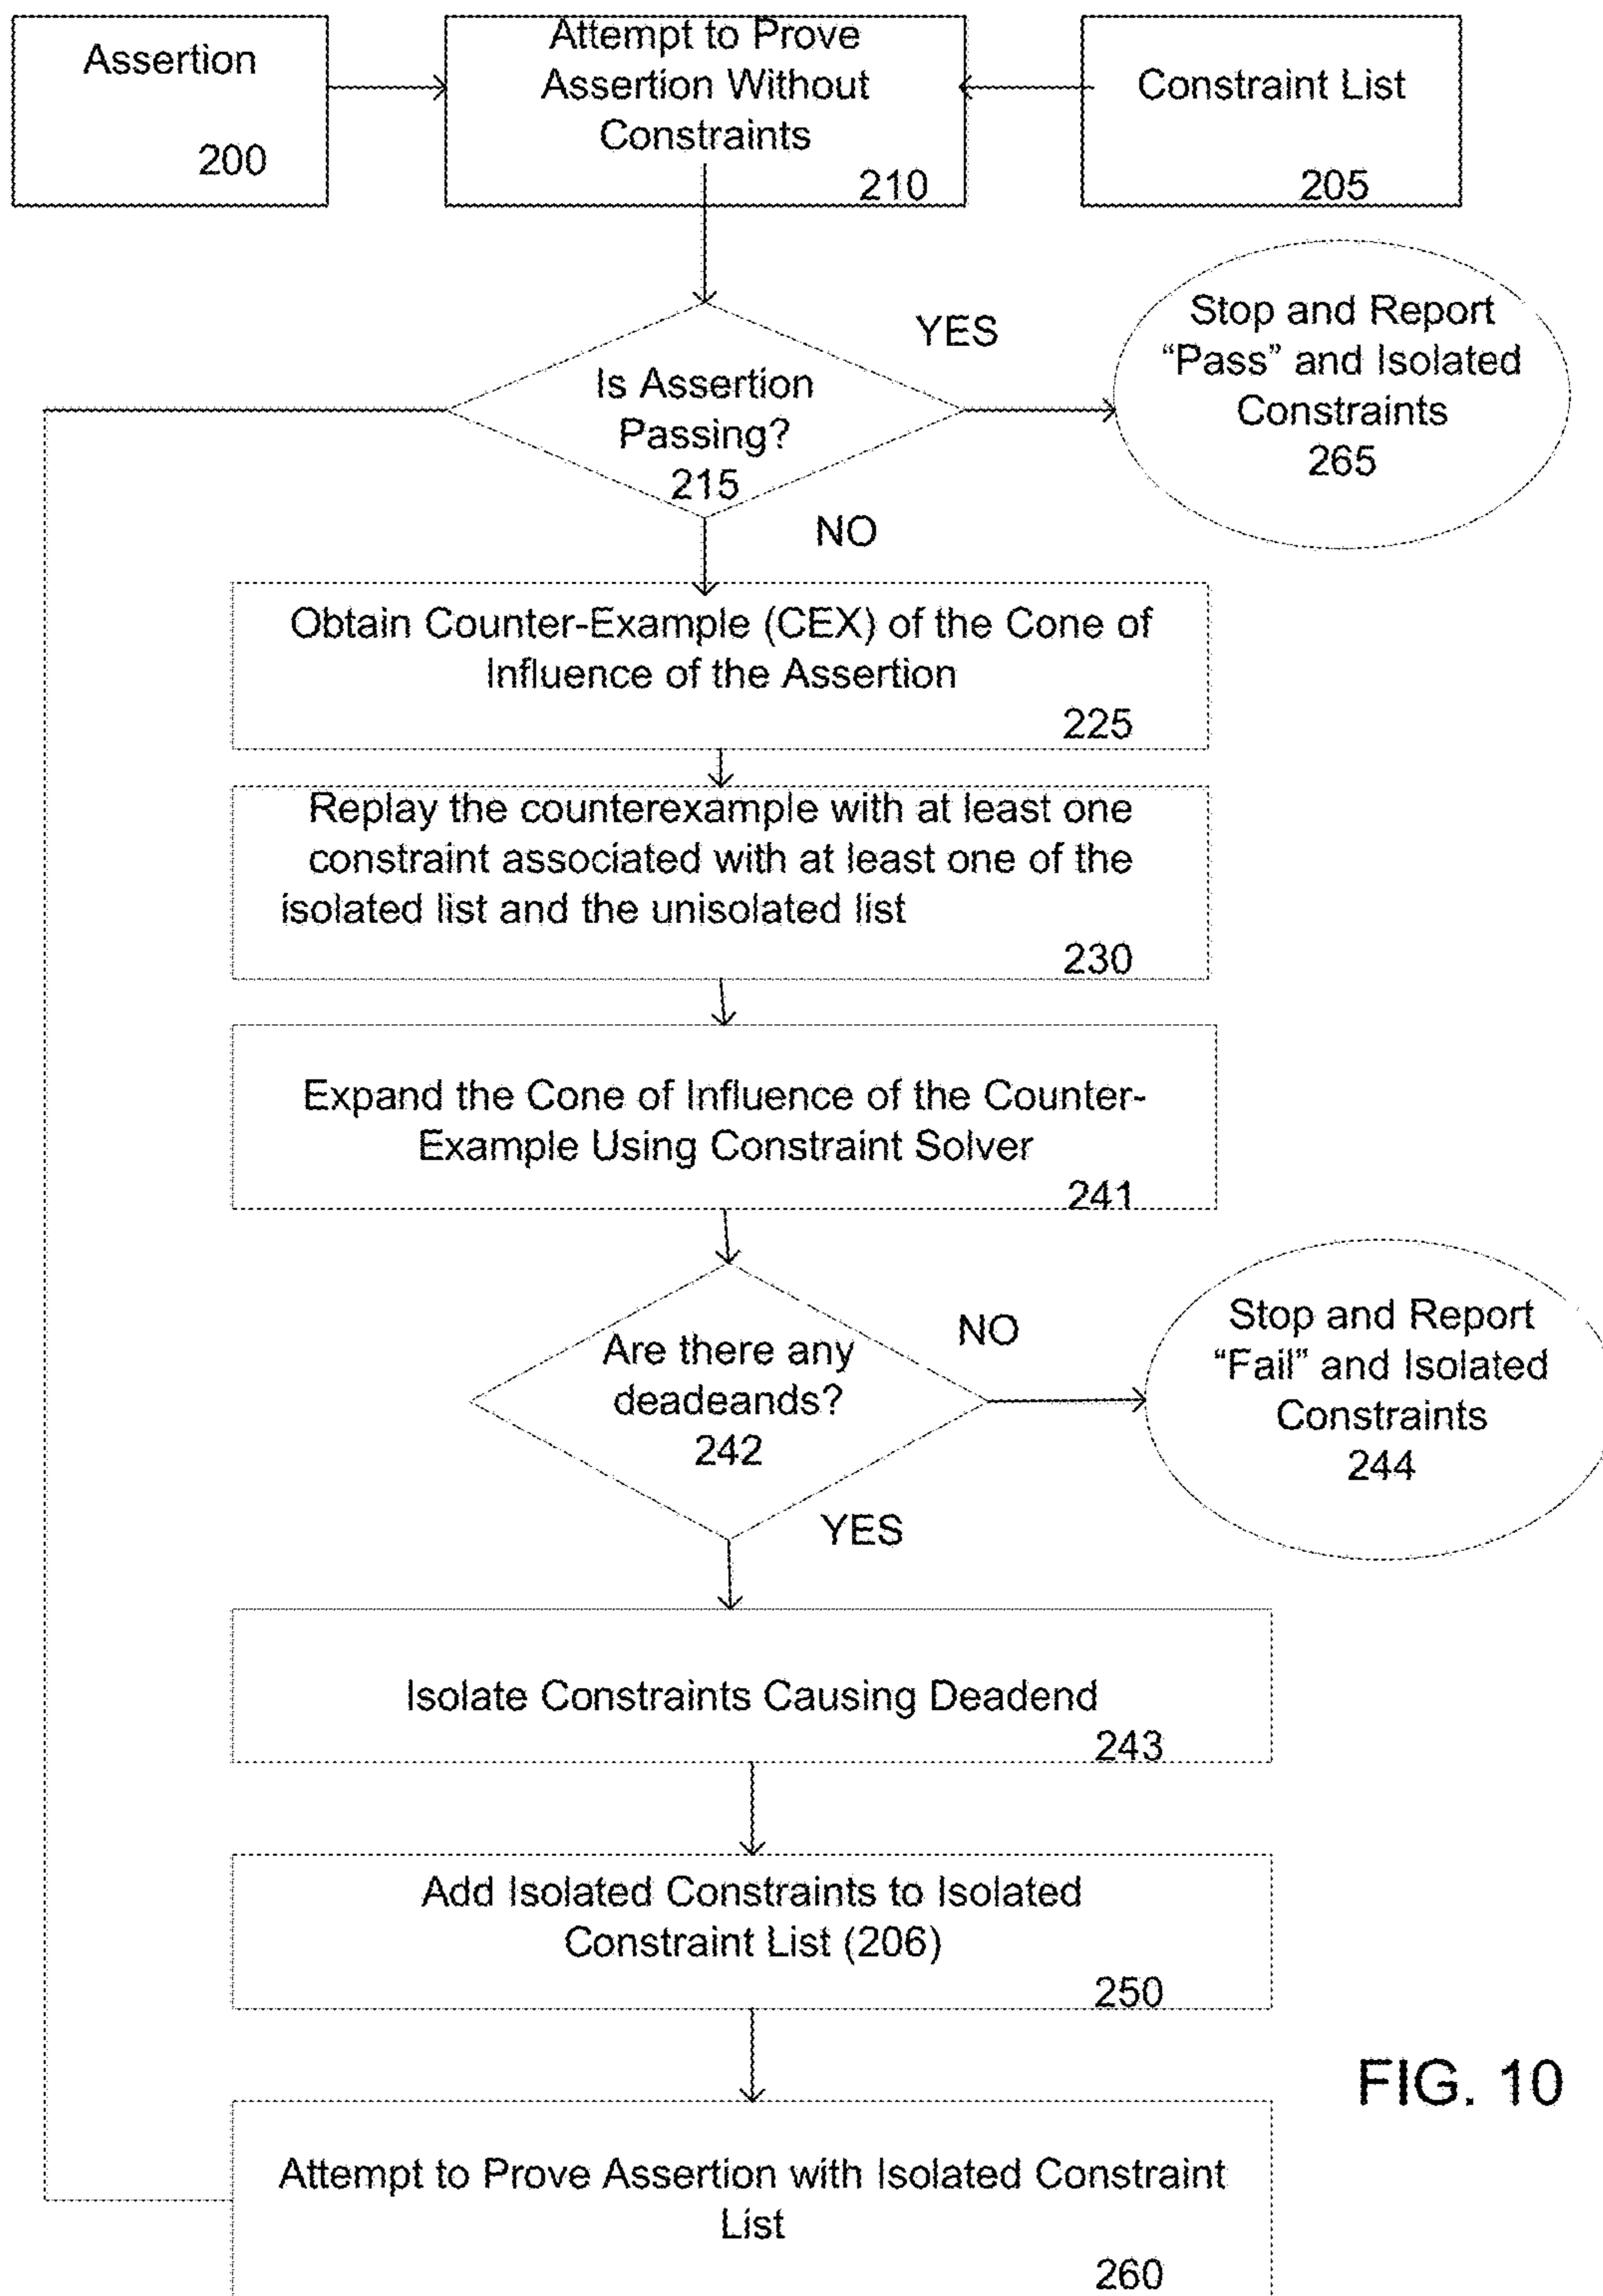 Assertion
200
Attempt to Prove
Assertion Without
Constraints
210
Constraint List
205
Is Assertion
Passing?
215
YES
Stop and Report
“Pass” and Isolated
Constraints
265
NO
Obtain Counter-Example (CEX) of the Cone of
Influence of the Assertion
225
Replay the counterexample with at least one
constraint associated with at least one of the
isolated list and the unisolated list
230
Expand the Cone of Influence of the Counter-
Example Using Constraint Solver
241
Are there any
deadeands?
242
NO
Stop and Report
“Fail” and Isolated
Constraints
244
YES
Isolate Constraints Causing Deadend
243
Add Isolated Constraints to Isolated
Constraint List (206)
250
FIG. 10
Attempt to Prove Assertion with Isolated Constraint
List
260